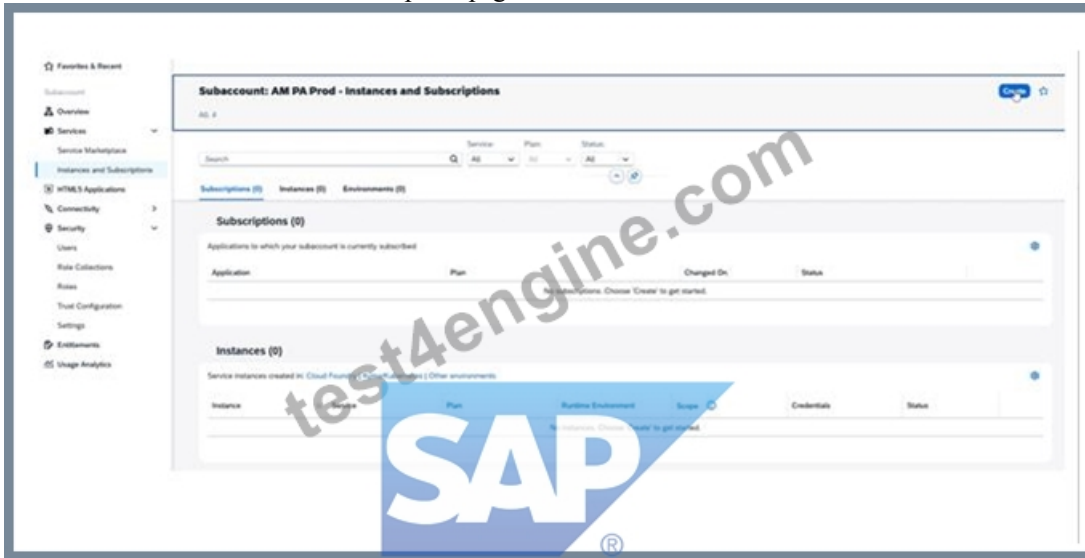 Favorites & Recent
Subaccount
Overview
Services
Service Marketplace
Instances and Subscriptions
HTML5 Applications
Connectivity
Security
Users
Role Collections
Roles
Trust Configuration
Settings
Entitlements
Usage Analytics
Subaccount: AM PA Prod - Instances and Subscriptions
Create
Service: Plan: Status:
Search All All All
Subscriptions (0) Instances (0) Environments (0)
Subscriptions (0)
Applications to which your subaccount is currently subscribed
Application Plan Changed On Status
No subscriptions. Choose 'Create' to get started.
Instances (0)
Service instances created in: Cloud Foundry | | Other environments
Instance Service Plan Runtime Environment Scope Credentials Status
No instances. Choose 'Create' to get started.
test4engine.com
SAP
®